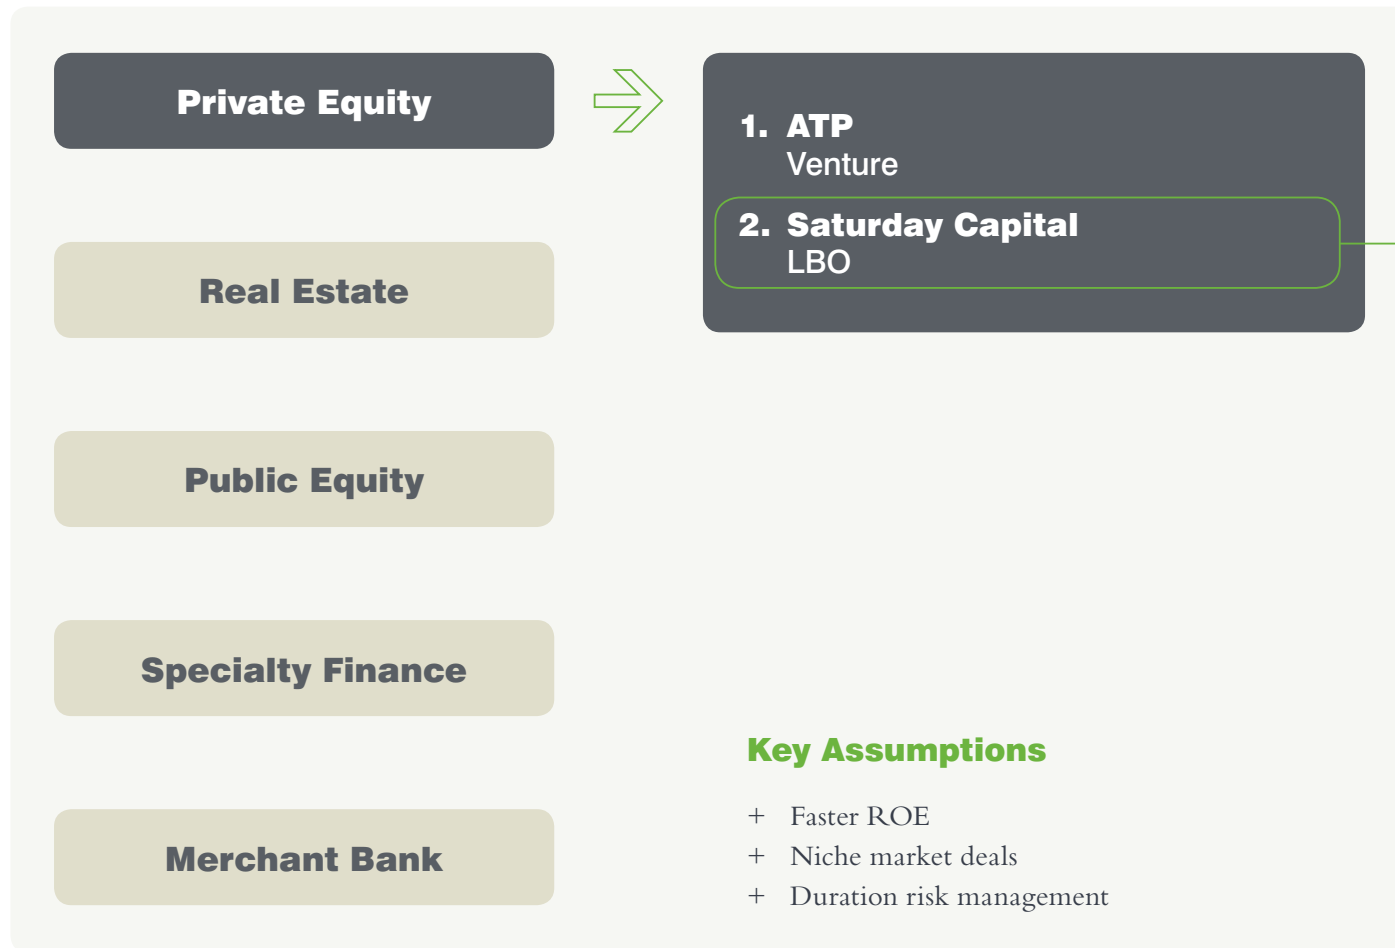 Private Equity
1. ATP
Venture
2. Saturday Capital
LBO
Real Estate
Public Equity
Specialty Finance
Merchant Bank
Key Assumptions
+ Faster ROE
+ Niche market deals
+ Duration risk management